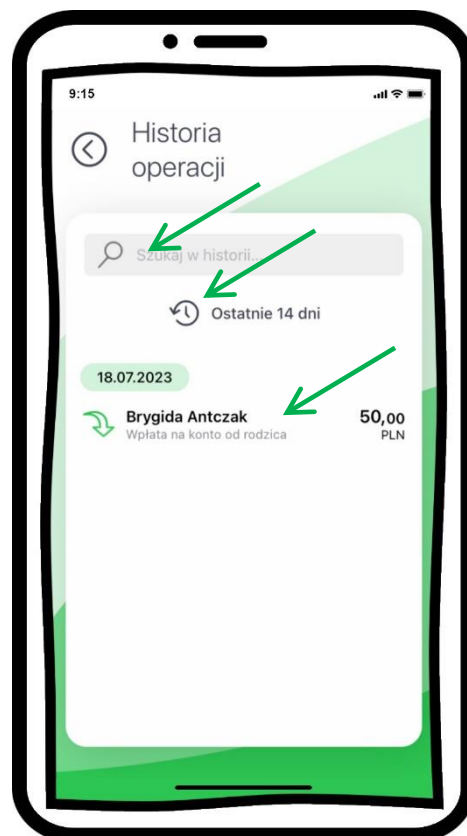 9:15
Historia
operacji
Szukaj w historii...
Ostatnie 14 dni
18.07.2023
Brygida Antczak 50,00
Wpłata na konto od rodzica PLN